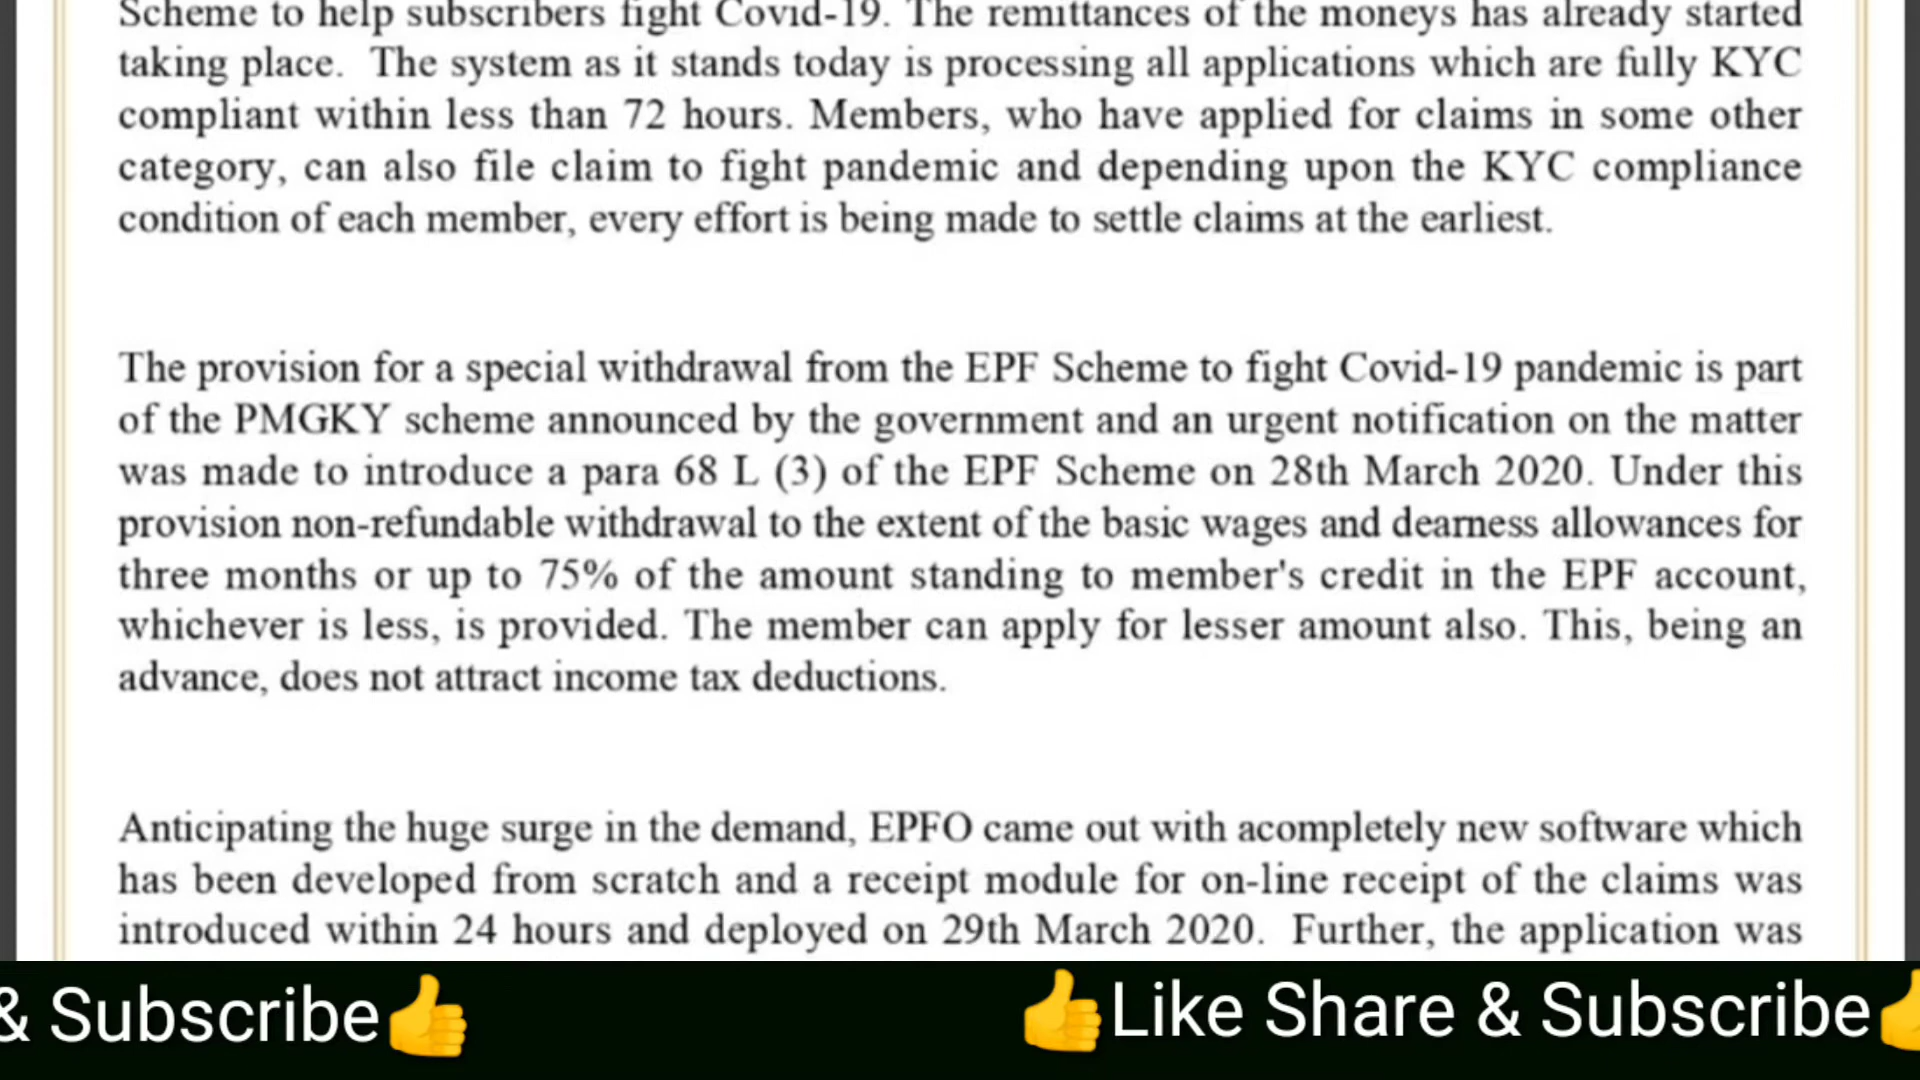 Scheme to help subscribers fight Covid-19. The remittances of the moneys has already started
taking place. The system as it stands today is processing all applications which are fully KYC
compliant within less than 72 hours. Members, who have applied for claims in some other
category, can also file claim to fight pandemic and depending upon the KYC compliance
condition of each member, every effort is being made to settle claims at the earliest.
The provision for a special withdrawal from the EPF Scheme to fight Covid-19 pandemic is part
of the PMGKY scheme announced by the government and an urgent notification on the matter
was made to introduce a para 68 L (3) of the EPF Scheme on 28th March 2020. Under this
provision non-refundable withdrawal to the extent of the basic wages and dearness allowances for
three months or up to 75% of the amount standing to member's credit in the EPF account,
whichever is less, is provided. The member can apply for lesser amount also. This, being an
advance, does not attract income tax deductions.
Anticipating the huge surge in the demand, EPFO came out with acompletely new software which
has been developed from scratch and a receipt module for on-line receipt of the claims was
introduced within 24 hours and deployed on 29th March 2020. Further, the application was
& Subscribe👍 👍Like Share & Subscribe👍